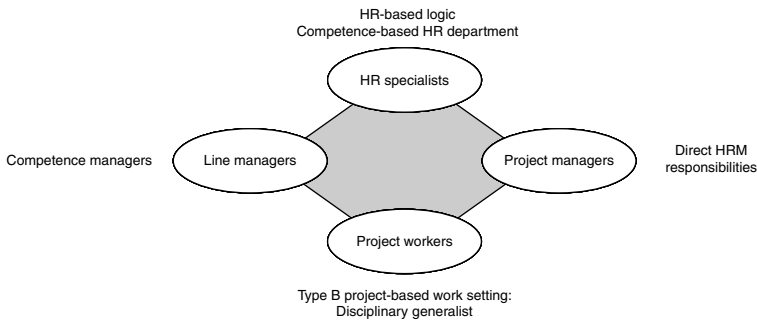 HR-based logic
Competence-based HR department
HR specialists
Competence managers
Line managers
Project managers
Direct HRM
responsibilities
Project workers
Type B project-based work setting:
Disciplinary generalist